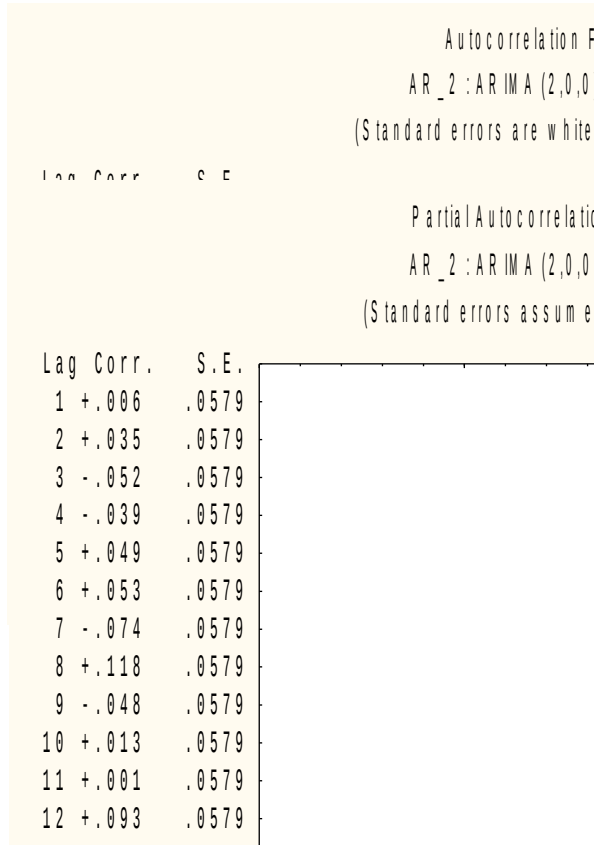 Autocorrelation F
AR_2 :ARIMA (2,0,0
(Standard errors are white
Lag Corr. S.E.
Partial Autocorrelatio
AR_2 :ARIMA (2,0,0
(Standard errors assume
Lag Corr. S.E.
1 +.006 .0579
2 +.035 .0579
3 -.052 .0579
4 -.039 .0579
5 +.049 .0579
6 +.053 .0579
7 -.074 .0579
8 +.118 .0579
9 -.048 .0579
10 +.013 .0579
11 +.001 .0579
12 +.093 .0579